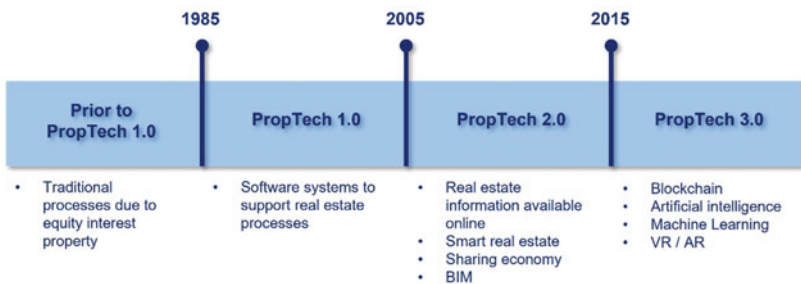 1985
2005
2015
Prior to
PropTech 1.0
PropTech 1.0
PropTech 2.0
PropTech 3.0
• Traditional
processes due to
equity interest
property
• Software systems to
support real estate
processes
• Real estate
information available
online
• Smart real estate
• Sharing economy
• BIM
• Blockchain
• Artificial intelligence
• Machine Learning
• VR / AR